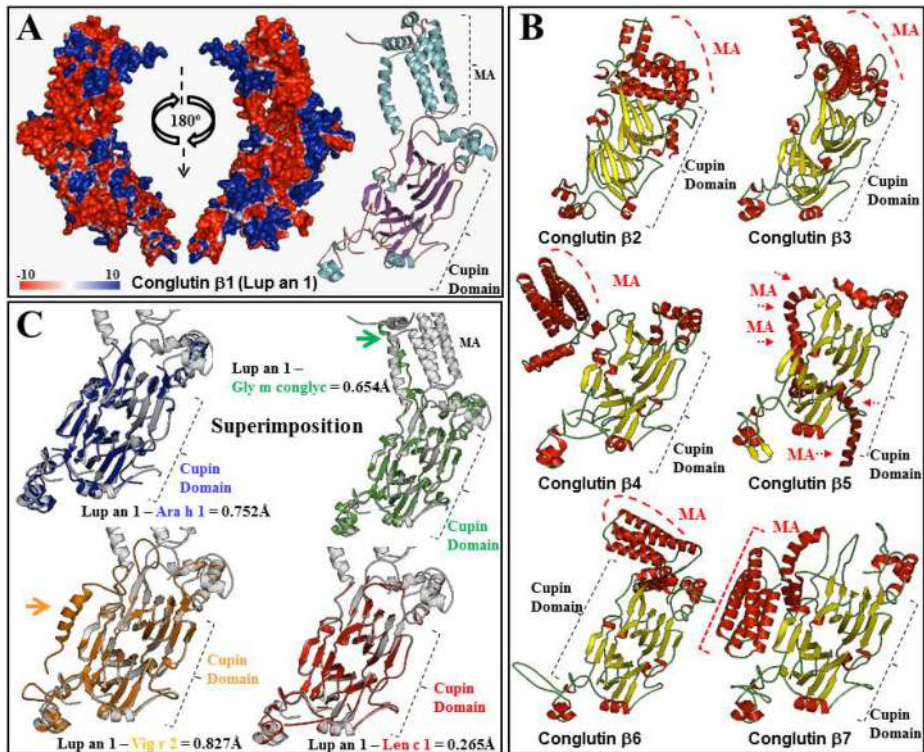 A
MA
180º
-10
10
Cupin
Domain
Conglutin β1 (Lup an 1)
B
MA
MA
Cupin
Domain
Cupin
Domain
Conglutin β2
Conglutin β3
MA
MA
MA
MA
Cupin
Domain
Cupin
Domain
Conglutin β4
Conglutin β5
MA
MA
Cupin
Domain
Cupin
Domain
Conglutin β6
Conglutin β7
C
MA
Lup an 1 –
Gly m conglyc = 0.654Å
Superimposition
Cupin
Domain
Lup an 1 – Ara h 1 = 0.752Å
Cupin
Domain
Cupin
Domain
Lup an 1 – Vig r 2 = 0.827Å
Cupin
Domain
Lup an 1 – Len c 1 = 0.265Å